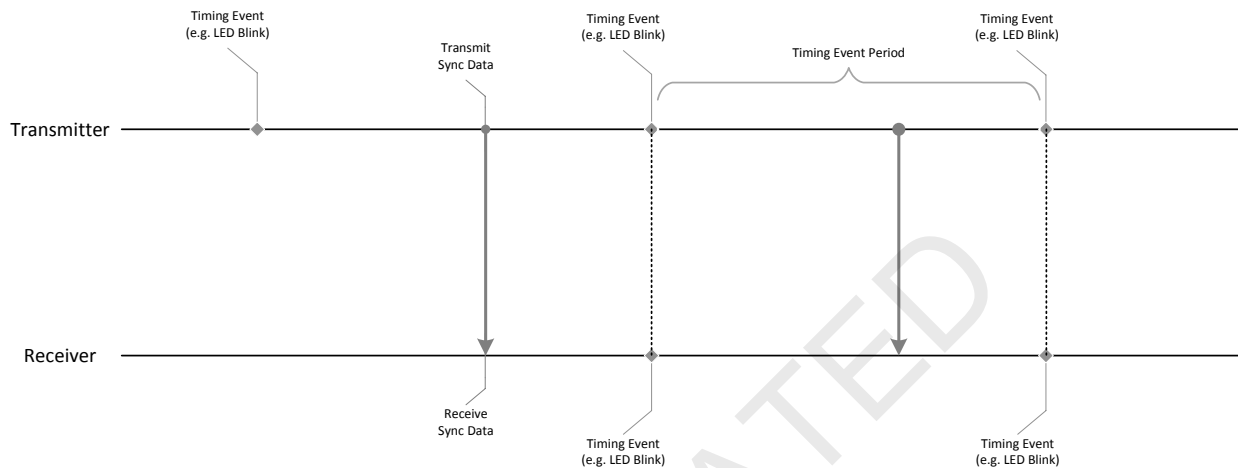 Timing Event
(e.g. LED Blink)
Transmit
Sync Data
Timing Event
(e.g. LED Blink)
Timing Event Period
Timing Event
(e.g. LED Blink)
Transmitter
Receiver
Receive
Sync Data
Timing Event
(e.g. LED Blink)
Timing Event
(e.g. LED Blink)
ATED